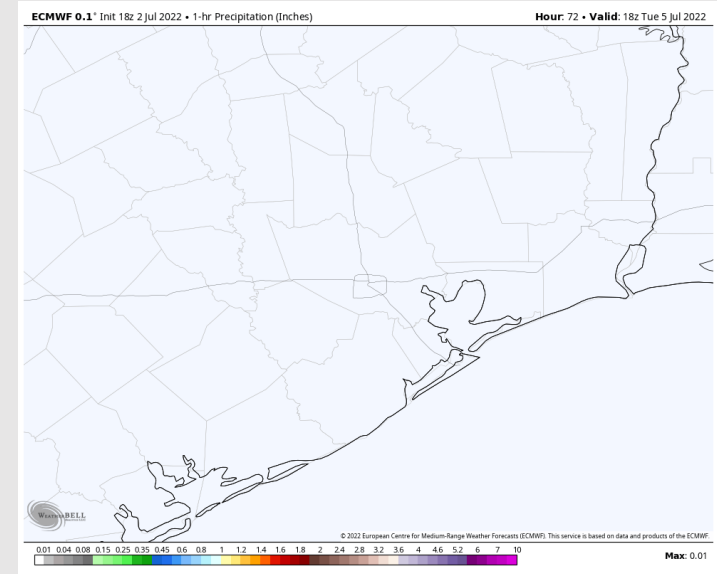 ECMWF 0.1° Init 18z 2 Jul 2022 • 1-hr Precipitation (Inches)
Hour: 72 • Valid: 18z Tue 5 Jul 2022
WeatherBELL
© 2022 European Centre for Medium-Range Weather Forecasts (ECMWF). This service is based on data and products of the ECMWF.
0.01 0.04 0.08 0.15 0.25 0.35 0.45 0.6 0.8 1 1.2 1.4 1.6 1.8 2 2.4 2.8 3.2 3.6 4 4.6 5.2 10
Max: 0.01